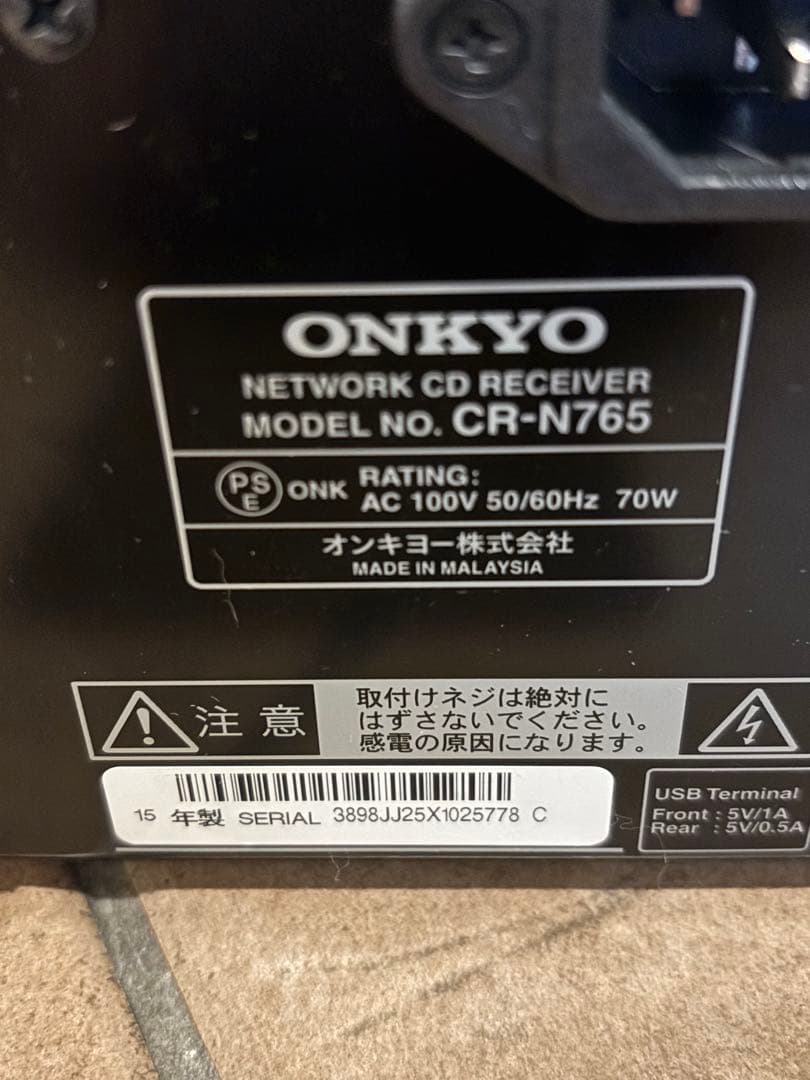 ONKYO
NETWORK CD RECEIVER
MODEL NO. CR-N765
PSE ONK RATING:
AC 100V 50/60Hz 70W
オンキヨー株式会社
MADE IN MALAYSIA
注意
取付けネジは絶対に
はずさないでください。
感電の原因になります。
15 年製 SERIAL 3898JJ25X1025778 C
USB Terminal
Front : 5V/1A
Rear : 5V/0.5A